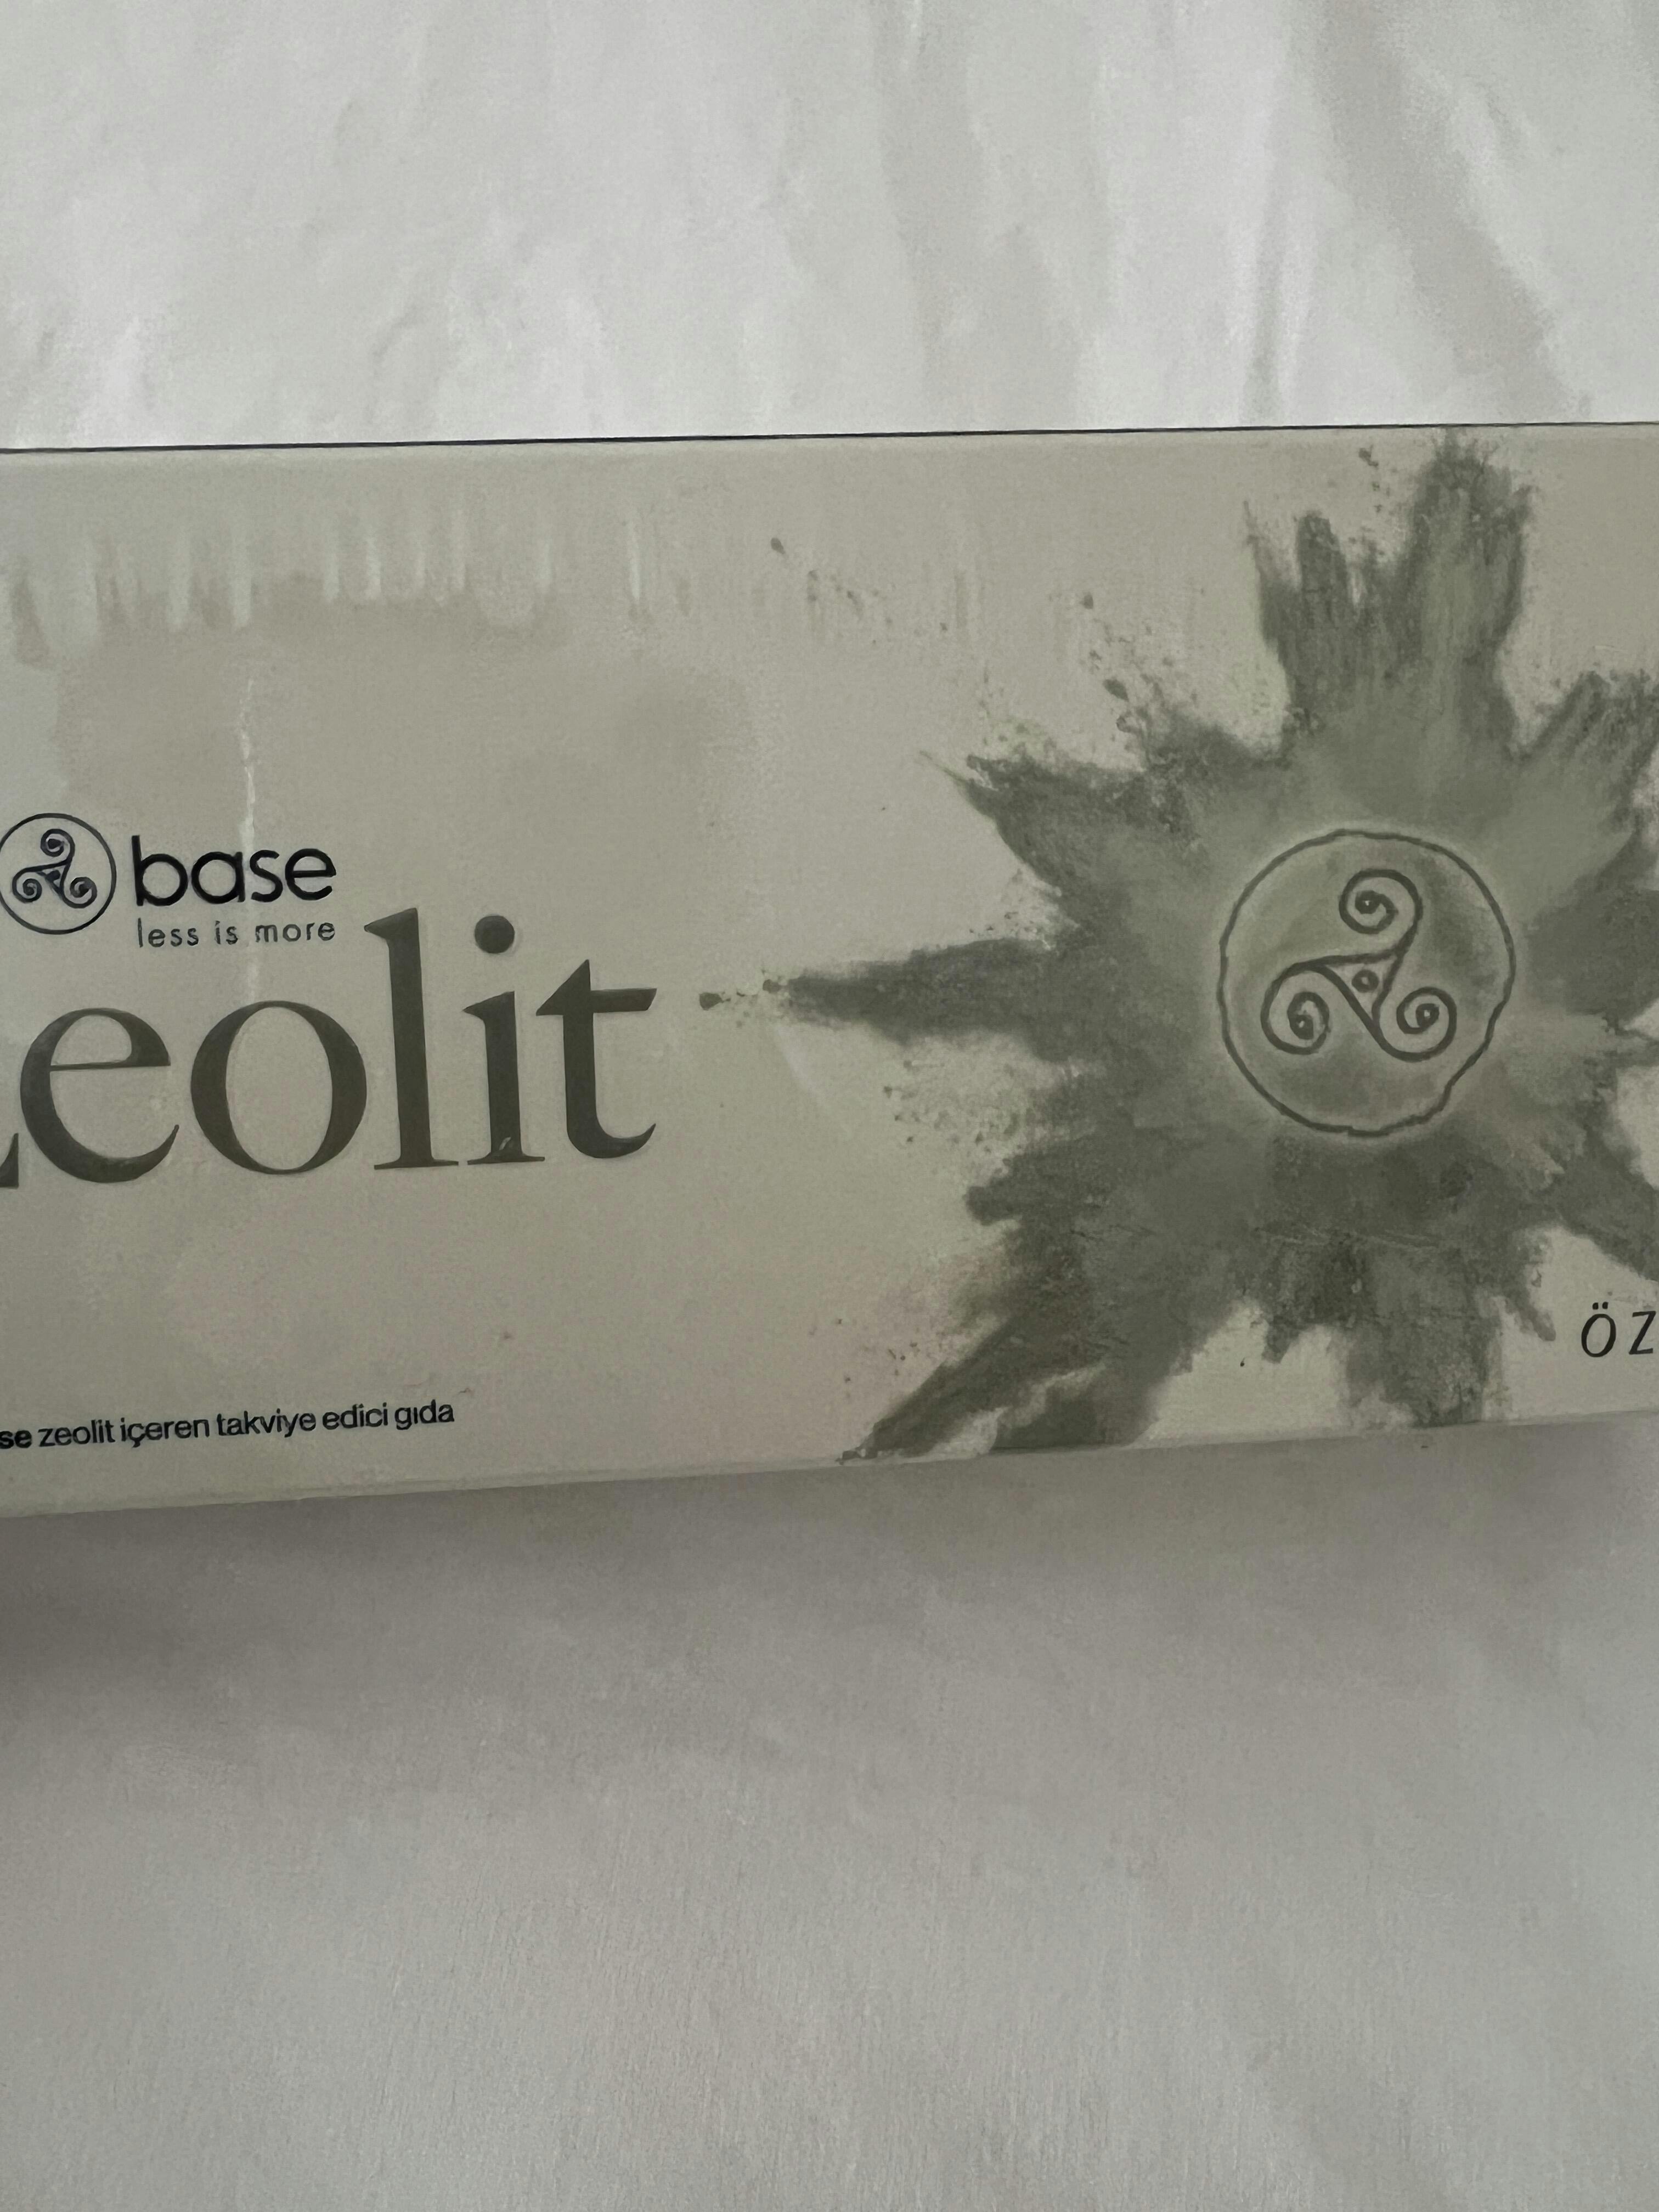 base
less is more
zeolit
se zeolit içeren takviye edici gıda
ÖZ